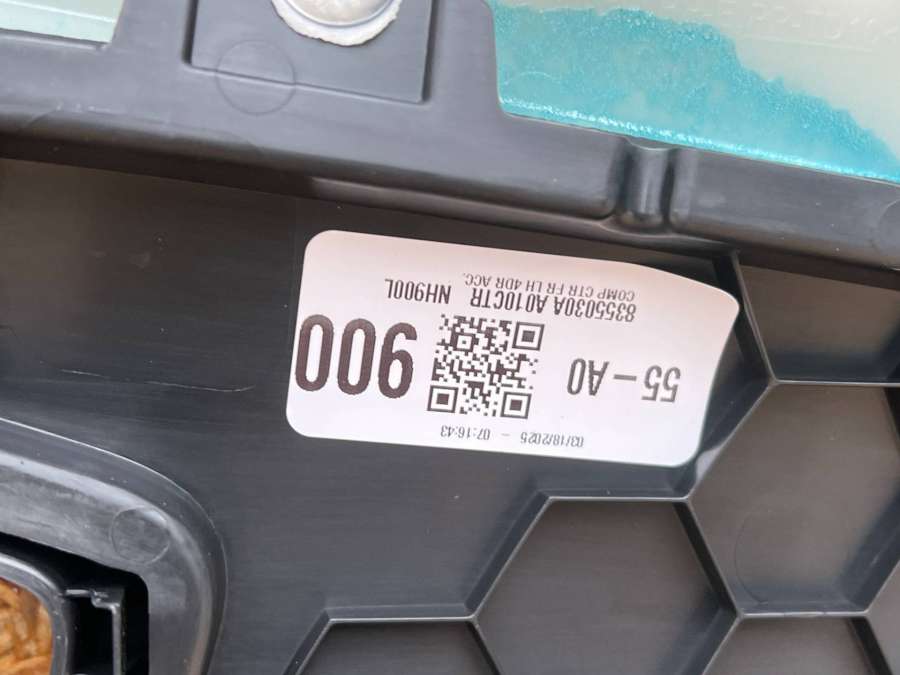 03/18/2025 - 07:16:43
55-A0 900
8355030A A010CTR NH900L
COMP CTR FR LH 4DR ACC.